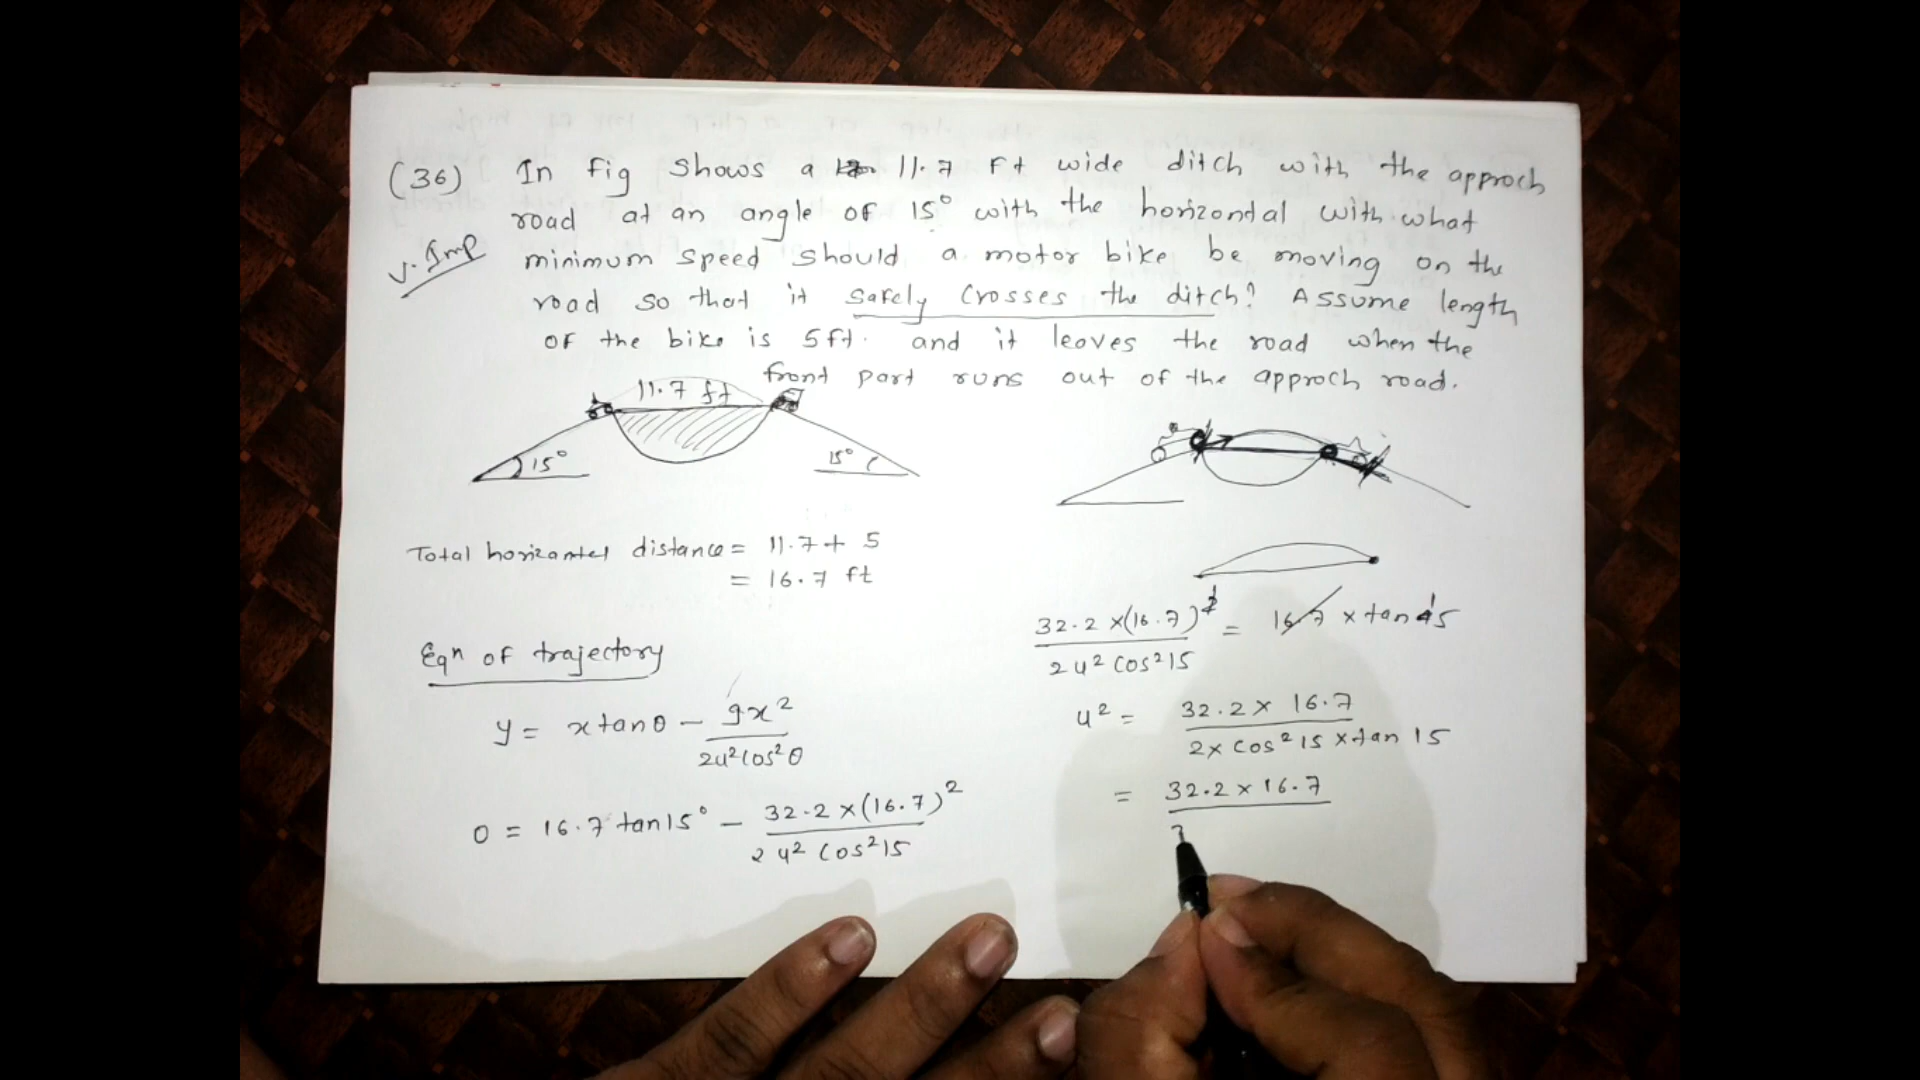 (36) In fig shows a 11.7 Ft wide ditch with the approch
road at an angle of 15° with the horizontal with what
V. Imp
minimum speed should a motor bike be moving on the
road so that it safely crosses the ditch? Assume length
of the bike is 5ft. and it leaves the road when the
front part runs out of the approch road.
11.7 ft
15°
15°
Total horizontel distance = 11.7 + 5
= 16.7 ft
Eqn of trajectory
y = x tanθ − gx² / 2u²cos²θ
0 = 16.7 tan15° − 32.2 × (16.7)² / 2u² cos²15
32.2 × (16.7)² / 2u² cos²15 = 16.7 × tan 15
u² = 32.2 × 16.7 / 2 × cos²15 × tan 15
= 32.2 × 16.7